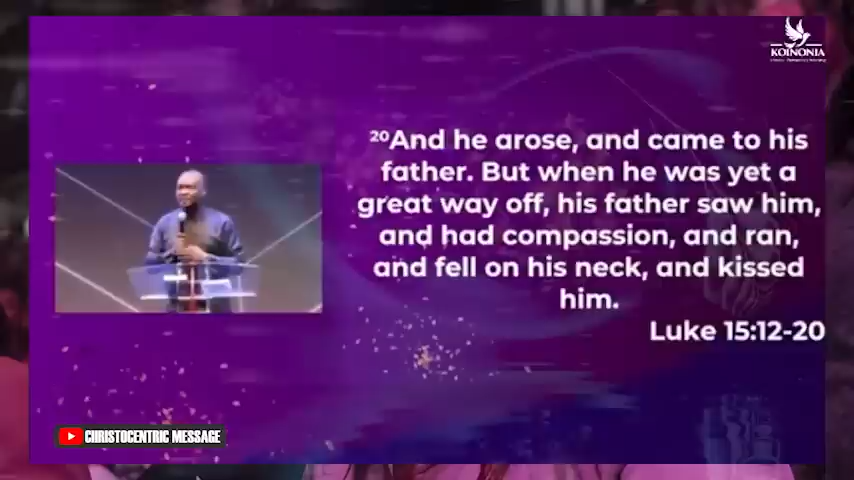 KOINONIA
20And he arose, and came to his
father. But when he was yet a
great way off, his father saw him,
and had compassion, and ran,
and fell on his neck, and kissed
him.
Luke 15:12-20
CHRISTOCENTRIC MESSAGE